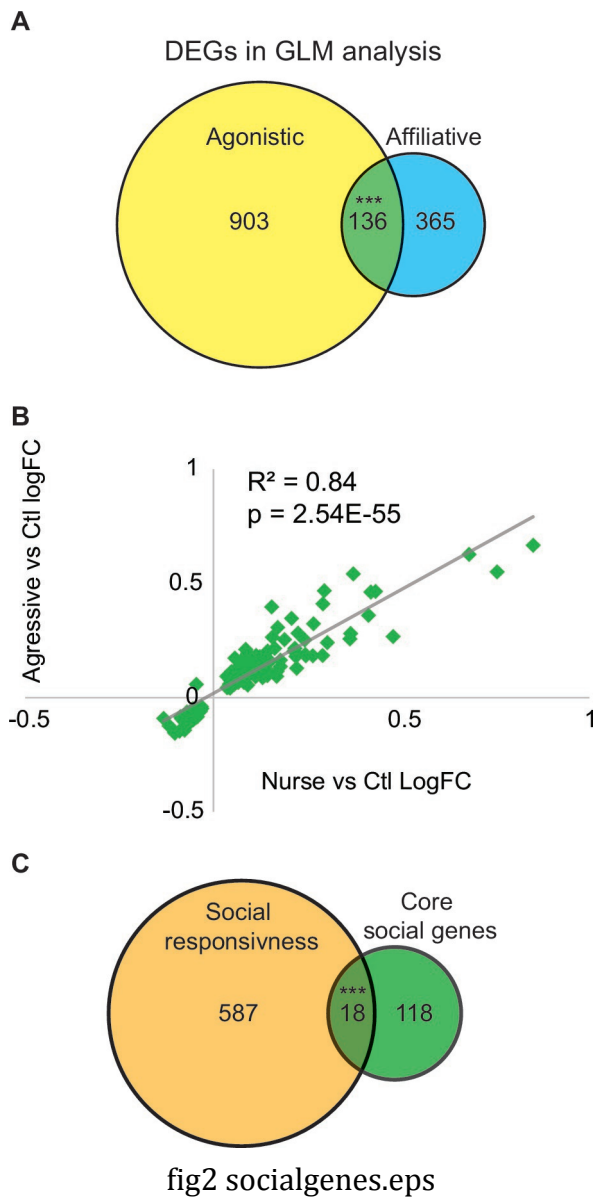 A
DEGs in GLM analysis
Agonistic
Affiliative
***
903
136
365
B
Agressive vs Ctl logFC
1
R² = 0.84
p = 2.54E-55
0.5
0
-0.5
0.5
1
Nurse vs Ctl LogFC
-0.5
C
Social
responsivness
Core
social genes
***
587
18
118
fig2 socialgenes.eps